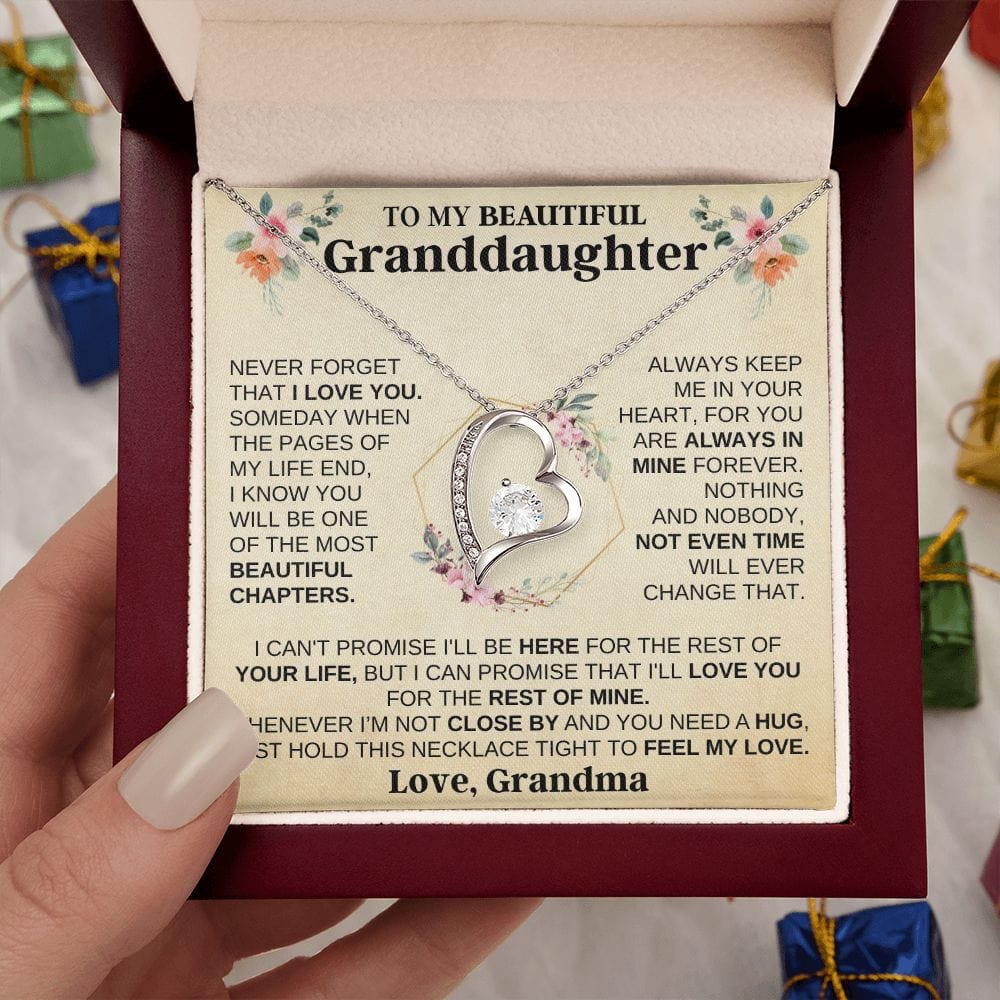 TO MY BEAUTIFUL
Granddaughter
NEVER FORGET
THAT I LOVE YOU.
SOMEDAY WHEN
THE PAGES OF
MY LIFE END,
I KNOW YOU
WILL BE ONE
OF THE MOST
BEAUTIFUL
CHAPTERS.
ALWAYS KEEP
ME IN YOUR
HEART, FOR YOU
ARE ALWAYS IN
MINE FOREVER.
NOTHING
AND NOBODY,
NOT EVEN TIME
WILL EVER
CHANGE THAT.
I CAN'T PROMISE I'LL BE HERE FOR THE REST OF
YOUR LIFE, BUT I CAN PROMISE THAT I'LL LOVE YOU
FOR THE REST OF MINE.
HENEVER I'M NOT CLOSE BY AND YOU NEED A HUG,
ST HOLD THIS NECKLACE TIGHT TO FEEL MY LOVE.
Love, Grandma